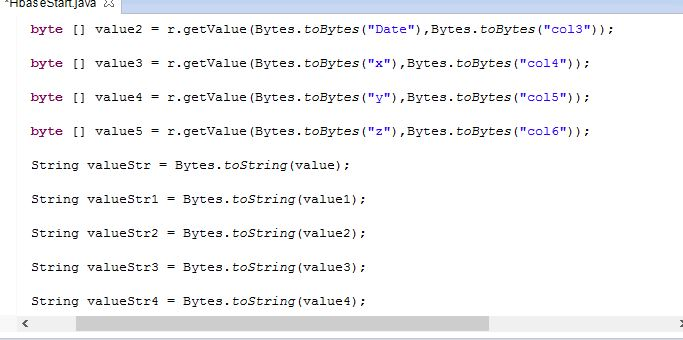 *HbaseStart.java
byte [] value2 = r.getValue(Bytes.toBytes("Date"),Bytes.toBytes("col3"));
byte [] value3 = r.getValue(Bytes.toBytes("x"),Bytes.toBytes("col4"));
byte [] value4 = r.getValue(Bytes.toBytes("y"),Bytes.toBytes("col5"));
byte [] value5 = r.getValue(Bytes.toBytes("z"),Bytes.toBytes("col6"));
String valueStr = Bytes.toString(value);
String valueStr1 = Bytes.toString(value1);
String valueStr2 = Bytes.toString(value2);
String valueStr3 = Bytes.toString(value3);
String valueStr4 = Bytes.toString(value4);